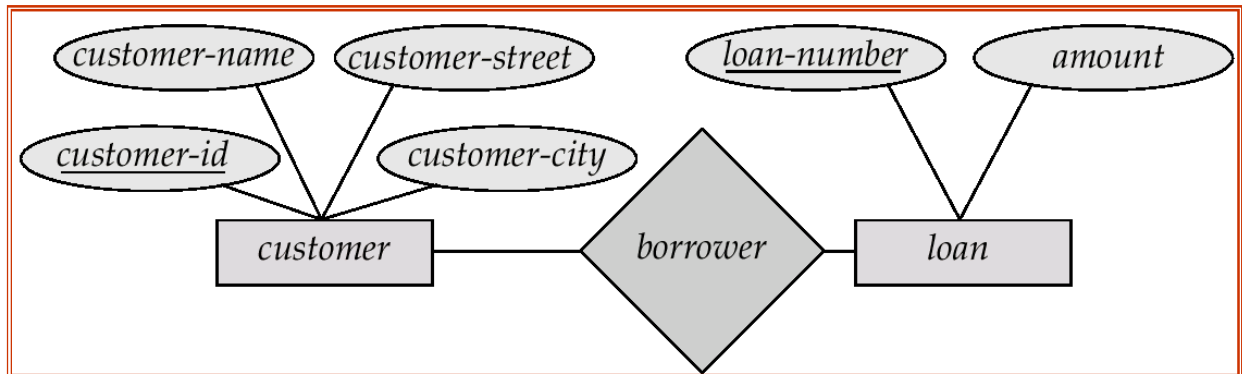 customer-name
customer-street
loan-number
amount
customer-id
customer-city
customer
borrower
loan